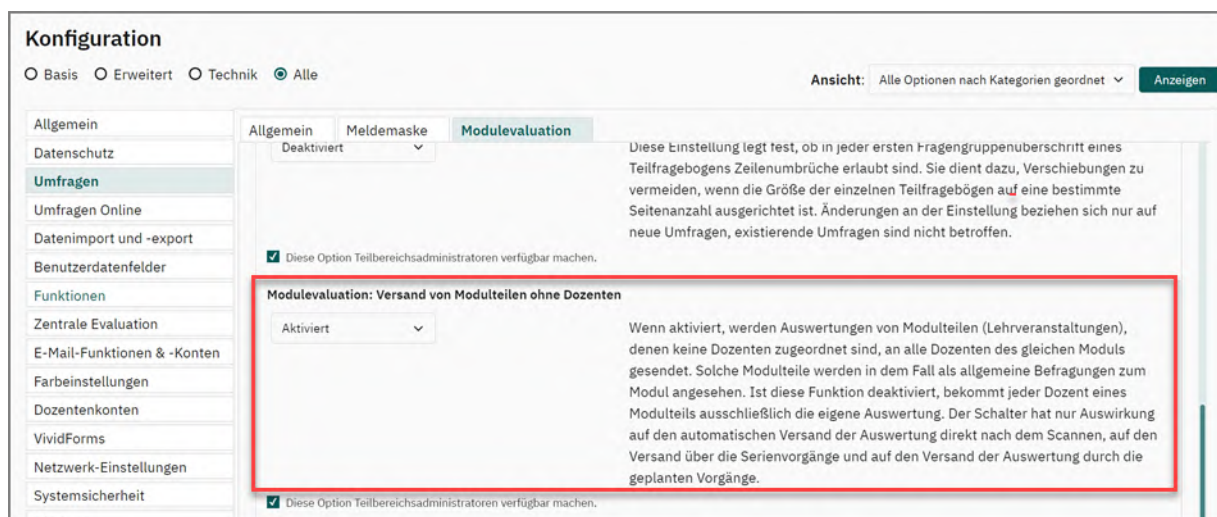 Konfiguration
Basis Erweitert Technik Alle
Ansicht: Alle Optionen nach Kategorien geordnet Anzeigen
Allgemein
Datenschutz
Umfragen
Umfragen Online
Datenimport und -export
Benutzerdatenfelder
Funktionen
Zentrale Evaluation
E-Mail-Funktionen & -Konten
Farbeinstellungen
Dozentenkonten
VividForms
Netzwerk-Einstellungen
Systemsicherheit
Allgemein Meldemaske Modulevaluation
Deaktiviert
Diese Einstellung legt fest, ob in jeder ersten Fragengruppenüberschrift eines
Teilfragebogens Zeilenumbrüche erlaubt sind. Sie dient dazu, Verschiebungen zu
vermeiden, wenn die Größe der einzelnen Teilfragebögen auf eine bestimmte
Seitenanzahl ausgerichtet ist. Änderungen an der Einstellung beziehen sich nur auf
neue Umfragen, existierende Umfragen sind nicht betroffen.
Diese Option Teilbereichsadministratoren verfügbar machen.
Modulevaluation: Versand von Modulteilen ohne Dozenten
Aktiviert
Wenn aktiviert, werden Auswertungen von Modulteilen (Lehrveranstaltungen),
denen keine Dozenten zugeordnet sind, an alle Dozenten des gleichen Moduls
gesendet. Solche Modulteile werden in dem Fall als allgemeine Befragungen zum
Modul angesehen. Ist diese Funktion deaktiviert, bekommt jeder Dozent eines
Modulteils ausschließlich die eigene Auswertung. Der Schalter hat nur Auswirkung
auf den automatischen Versand der Auswertung direkt nach dem Scannen, auf den
Versand über die Serienvorgänge und auf den Versand der Auswertung durch die
geplanten Vorgänge.
Diese Option Teilbereichsadministratoren verfügbar machen.